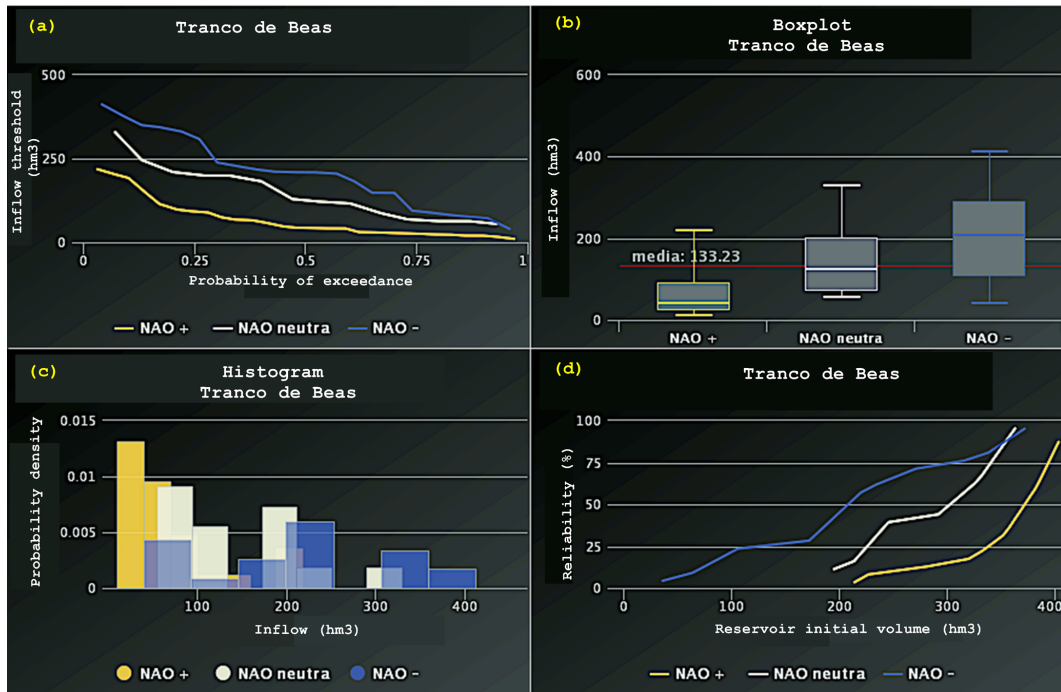 (a)
Tranco de Beas
Inflow threshold
(hm3)
500
250
0
0
0.25
0.5
0.75
1
Probability of exceedance
NAO +
NAO neutra
NAO -
(b)
Boxplot
Tranco de Beas
Inflow (hm3)
600
400
200
0
media: 133.23
NAO +
NAO neutra
NAO -
(c)
Histogram
Tranco de Beas
Probability density
0.015
0.01
0.005
0
100
200
300
400
Inflow (hm3)
NAO +
NAO neutra
NAO -
(d)
Tranco de Beas
Reliability (%)
100
75
50
25
0
0
100
200
300
400
Reservoir initial volume (hm3)
NAO +
NAO neutra
NAO -